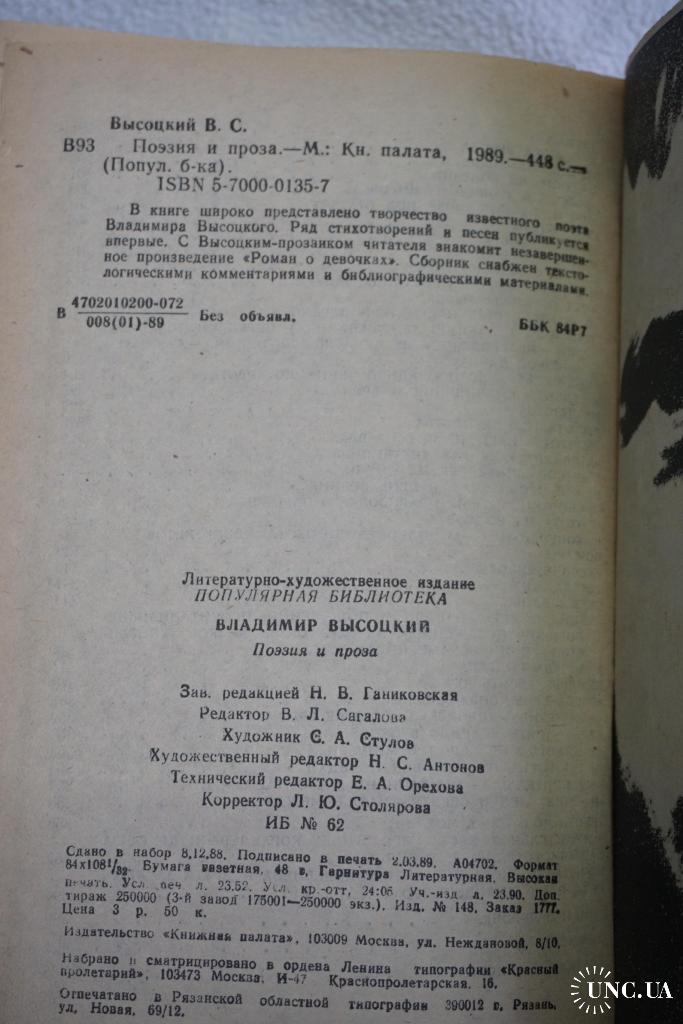 Высоцкий В. С.
В93 Поэзия и проза.—М.: Кн. палата, 1989.—448 с.—
(Попул. б-ка).
ISBN 5-7000-0135-7
В книге широко представлено творчество известного поэта
Владимира Высоцкого. Ряд стихотворений и песен публикуется
впервые. С Высоцким-прозаиком читателя знакомит незавершен-
ное произведение «Роман о девочках». Сборник снабжен тексто-
логическими комментариями и библиографическими материалами.
В 4702010200-072
008(01)-89 Без объявл. ББК 84Р7
Литературно-художественное издание
ПОПУЛЯРНАЯ БИБЛИОТЕКА
ВЛАДИМИР ВЫСОЦКИЙ
Поэзия и проза
Зав. редакцией Н. В. Ганиковская
Редактор В. Л. Сагалова
Художник С. А. Стулов
Художественный редактор Н. С. Антонов
Технический редактор Е. А. Орехова
Корректор Л. Ю. Столярова
ИБ № 62
Сдано в набор 8.12.88. Подписано в печать 2.03.89. А04702. Формат
84х108 1/32. Бумага газетная, 48 г. Гарнитура Литературная. Высокая
печать. Усл. печ. л. 23.52. Усл. кр.-отт. 24:06 Уч.-изд. л. 23.90. Доп.
тираж 250000 (3-й завод 175001—250000 экз.). Изд. № 148. Заказ 1777.
Цена 3 р. 50 к.
Издательство «Книжная палата», 103009 Москва, ул. Неждановой, 8/10.
Набрано и сматрицировано в ордена Ленина типографии «Красный
пролетарий», 103473 Москва, И-47 Краснопролетарская, 16.
Отпечатано в Рязанской областной типографии 390012 г. Рязань,
ул. Новая, 69/12.
UNC.UA